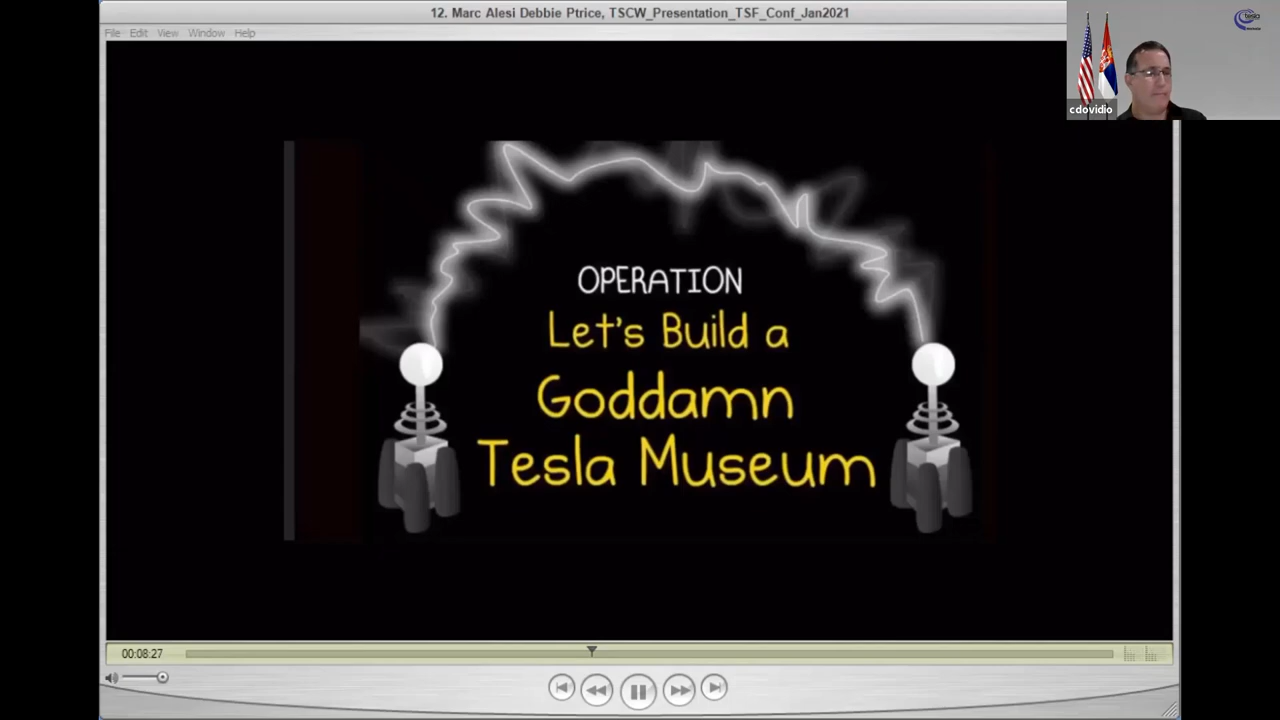 12. Marc Alesi Debbie Ptrice, TSCW_Presentation_TSF_Conf_Jan2021
File Edit View Window Help
cdovidio
OPERATION
Let's Build a
Goddamn
Tesla Museum
00:08:27